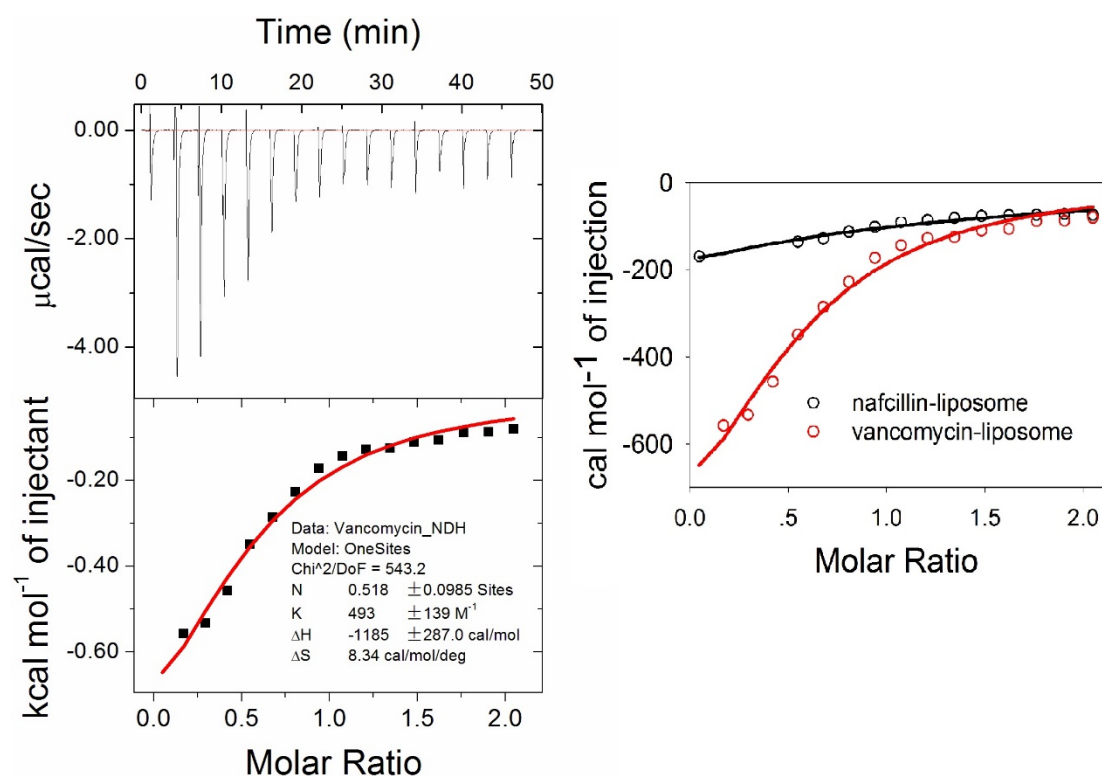 Time (min)
0 10 20 30 40 50
0.00
-2.00
-4.00
µcal/sec
-0.20
-0.40
-0.60
kcal mol-1 of injectant
Data: Vancomycin_NDH
Model: OneSites
Chi^2/DoF = 543.2
N 0.518 ±0.0985 Sites
K 493 ±139 M-1
ΔH -1185 ±287.0 cal/mol
ΔS 8.34 cal/mol/deg
0.0 0.5 1.0 1.5 2.0
Molar Ratio
0
-200
-400
-600
cal mol-1 of injection
nafcillin-liposome
vancomycin-liposome
0.0 .5 1.0 1.5 2.0
Molar Ratio